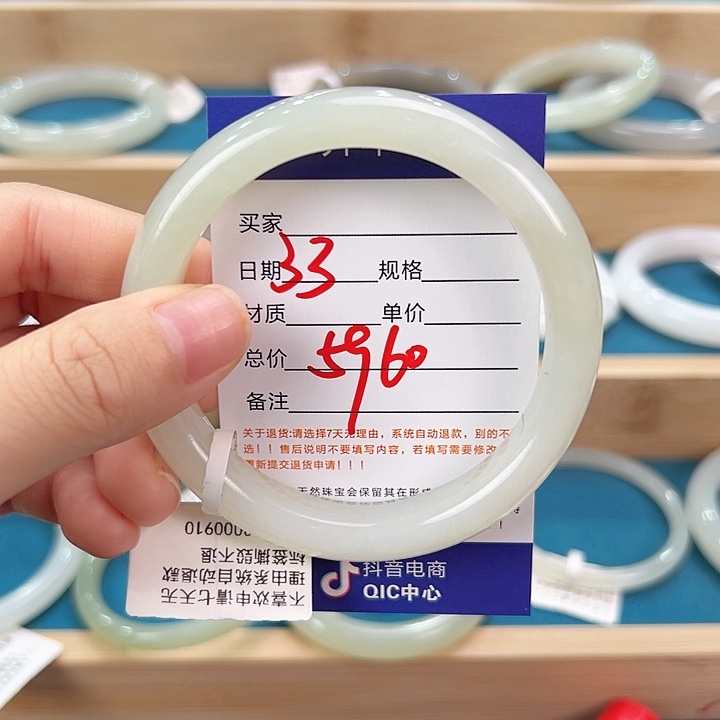 买家
日期 33 规格
材质 单价
总价 5960
备注
关于退货:请选择7天无理由，系统自动退款，别的不
选！！售后说明不要填写内容，若填写需要修改
更新提交退货申请！！！
天然珠宝会保留其在形成
抖音电商
QIC中心
不喜欢申请七天无
理由系统自动退款
标签撕毁不退
3000910